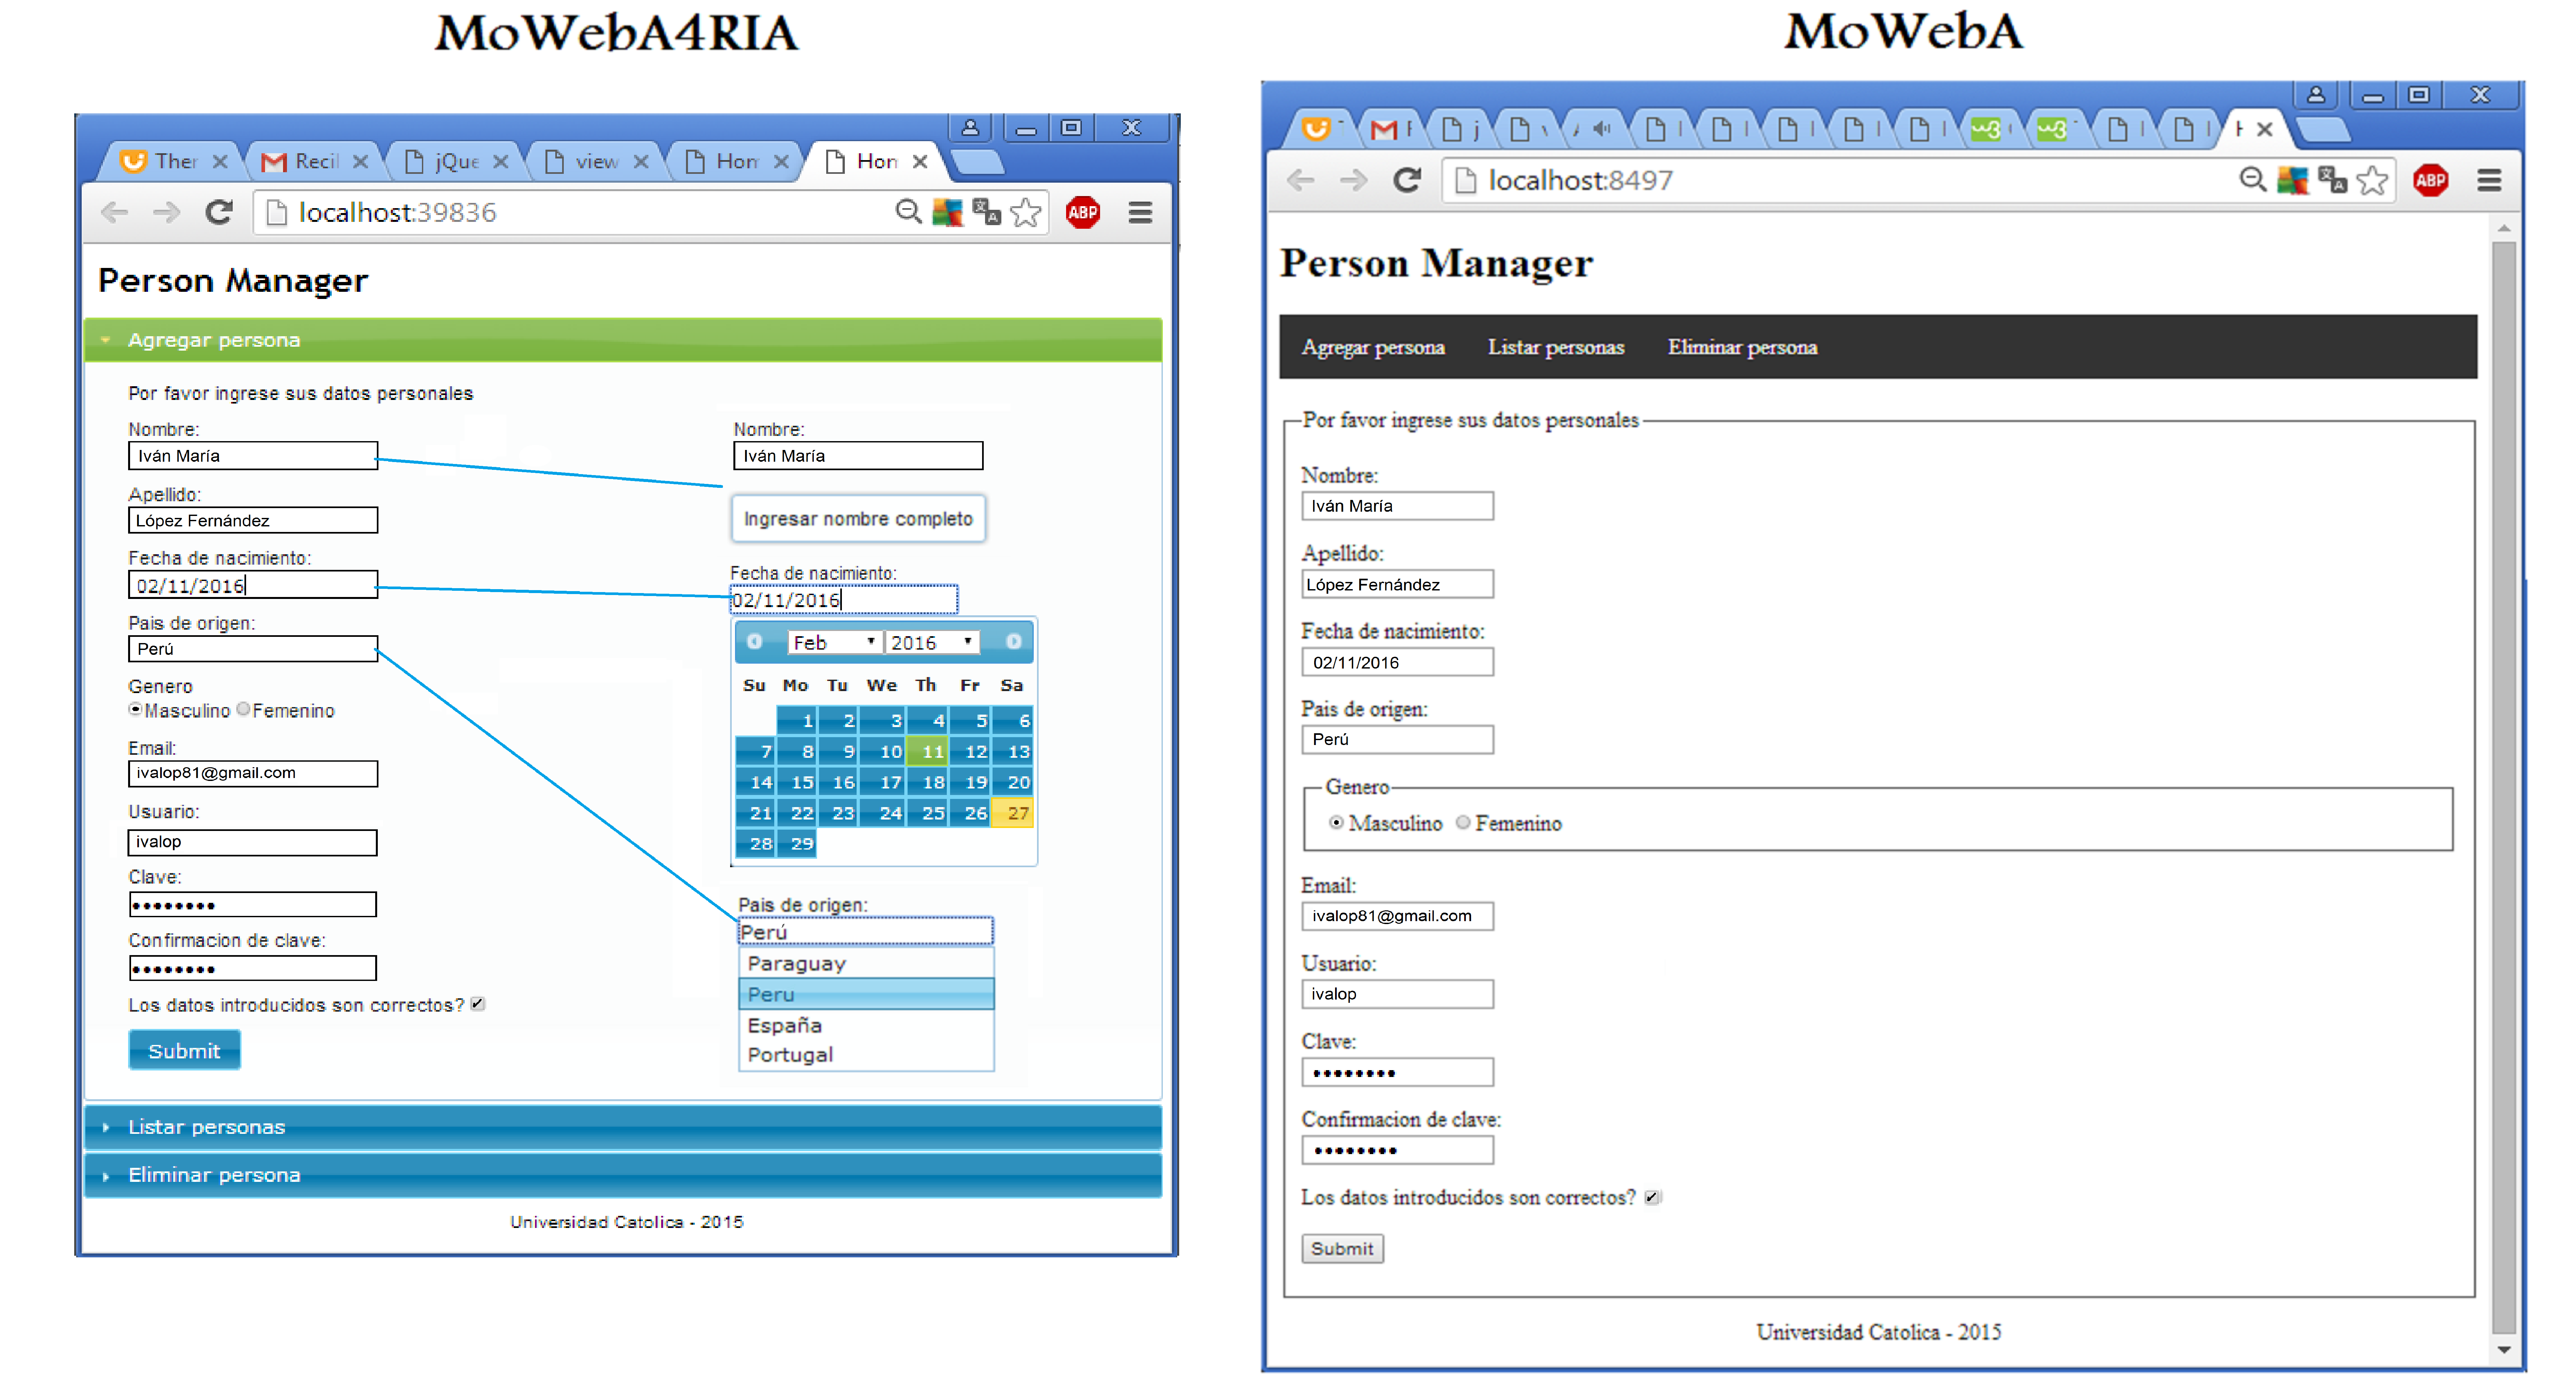 MoWebA4RIA
Ther
Recil
jQue
view
Hom
Hon
localhost:39836
ABP
Person Manager
Agregar persona
Por favor ingrese sus datos personales
Nombre:
Iván María
Apellido:
López Fernández
Fecha de nacimiento:
02/11/2016
Pais de origen:
Perú
Genero
Masculino Femenino
Email:
ivalop81@gmail.com
Usuario:
ivalop
Clave:
••••••••
Confirmacion de clave:
••••••••
Los datos introducidos son correctos?
Submit
Nombre:
Iván María
Ingresar nombre completo
Fecha de nacimiento:
02/11/2016
Feb 2016
Su Mo Tu We Th Fr Sa
1 2 3 4 5 6
7 8 9 10 11 12 13
14 15 16 17 18 19 20
21 22 23 24 25 26 27
28 29
Pais de origen:
Perú
Paraguay
Peru
España
Portugal
Listar personas
Eliminar persona
Universidad Catolica - 2015
MoWebA
localhost:8497
ABP
Person Manager
Agregar persona Listar personas Eliminar persona
Por favor ingrese sus datos personales
Nombre:
Iván María
Apellido:
López Fernández
Fecha de nacimiento:
02/11/2016
Pais de origen:
Perú
Genero
Masculino Femenino
Email:
ivalop81@gmail.com
Usuario:
ivalop
Clave:
••••••••
Confirmacion de clave:
••••••••
Los datos introducidos son correctos?
Submit
Universidad Catolica - 2015